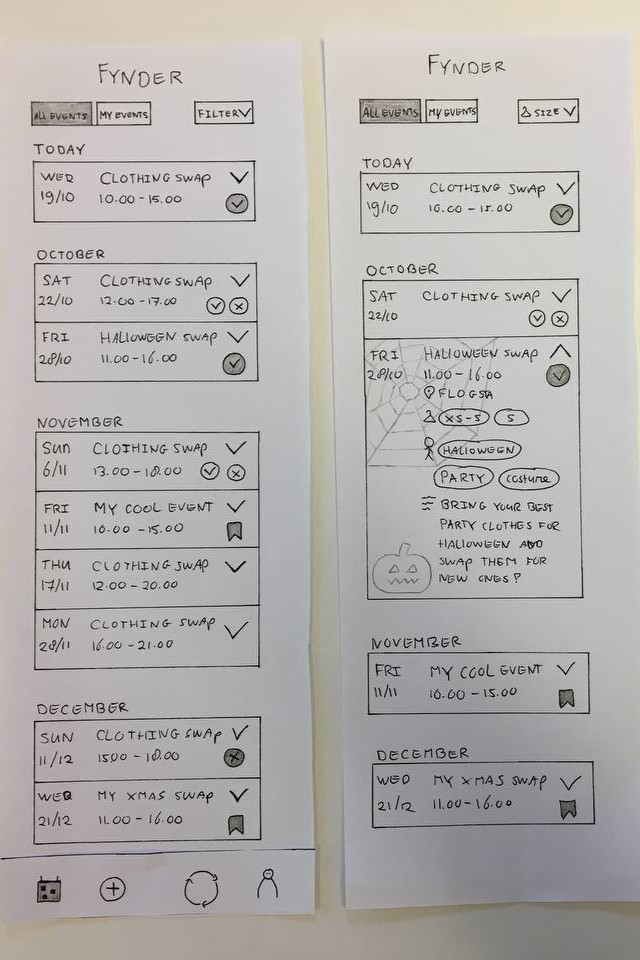 FYNDER
ALL EVENTS
MY EVENTS
FILTER
TODAY
WED CLOTHING SWAP
19/10 10.00 - 15.00
OCTOBER
SAT CLOTHING SWAP
22/10 12.00 - 17.00
FRI HALLOWEEN SWAP
28/10 11.00 - 16.00
NOVEMBER
SUN CLOTHING SWAP
6/11 13.00 - 18.00
FRI MY COOL EVENT
11/11 10.00 - 15.00
THU CLOTHING SWAP
17/11 12.00 - 20.00
MON CLOTHING SWAP
28/11 16.00 - 21.00
DECEMBER
SUN CLOTHING SWAP
11/12 1500 - 18.00
WED MY XMAS SWAP
21/12 11.00 - 16.00
FYNDER
ALL EVENTS
MY EVENTS
SIZE
TODAY
WED CLOTHING SWAP
19/10 10.00 - 15.00
OCTOBER
SAT CLOTHING SWAP
22/10
FRI HALLOWEEN SWAP
28/10 11.00 - 16.00
FLOGSTA
XS-S S
HALLOWEEN
PARTY costume
BRING YOUR BEST
PARTY CLOTHES FOR
HALLOWEEN AND
SWAP THEM FOR
NEW ONES?
NOVEMBER
FRI MY COOL EVENT
11/11 10.00 - 15.00
DECEMBER
WED MY XMAS SWAP
21/12 11.00 - 16.00